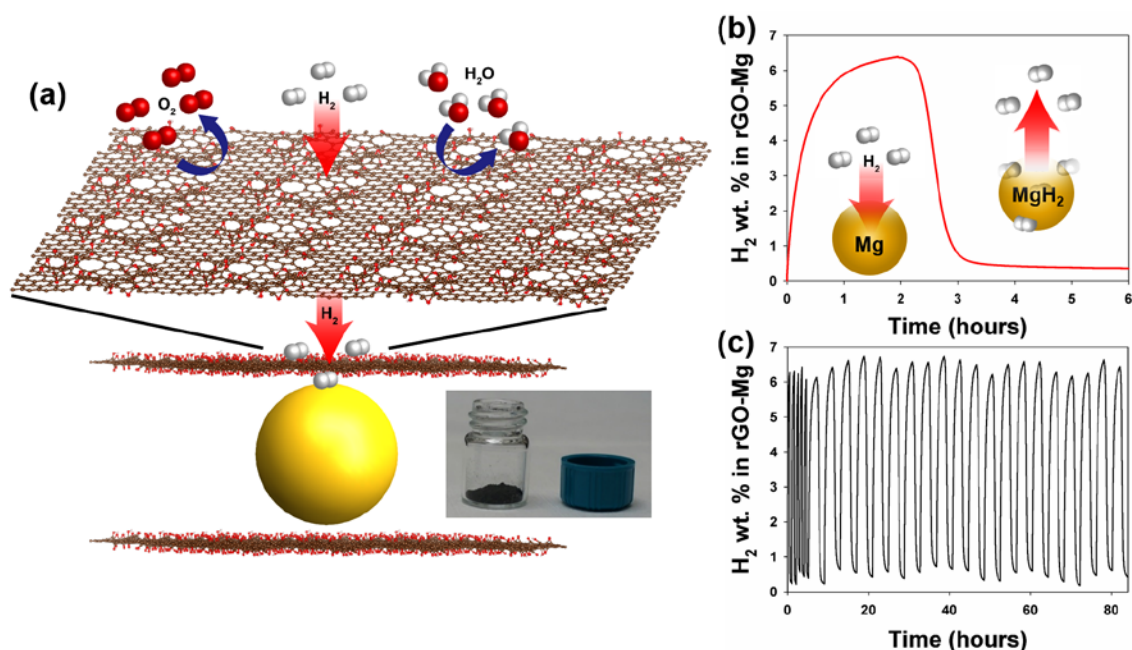 (a)
O2
H2
H2O
H2
(b)
H2 wt. % in rGO-Mg
7
6
5
4
3
2
1
0
H2
Mg
MgH2
0 1 2 3 4 5 6
Time (hours)
(c)
H2 wt. % in rGO-Mg
7
6
5
4
3
2
1
0
0 20 40 60 80
Time (hours)